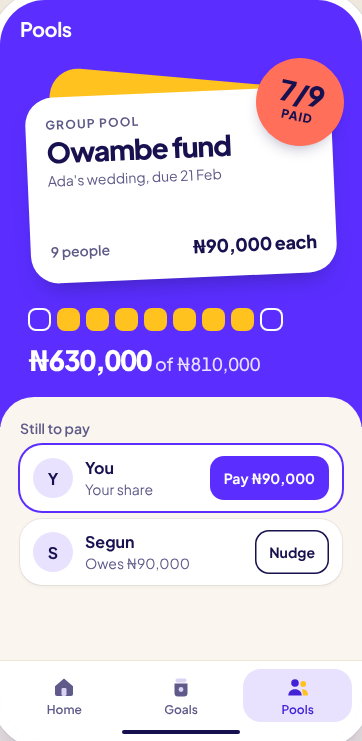 Pools
7/9
PAID
GROUP POOL
Owambe fund
Ada's wedding, due 21 Feb
9 people
₦90,000 each
₦630,000 of ₦810,000
Still to pay
Y
You
Your share
Pay ₦90,000
S
Segun
Owes ₦90,000
Nudge
Home
Goals
Pools